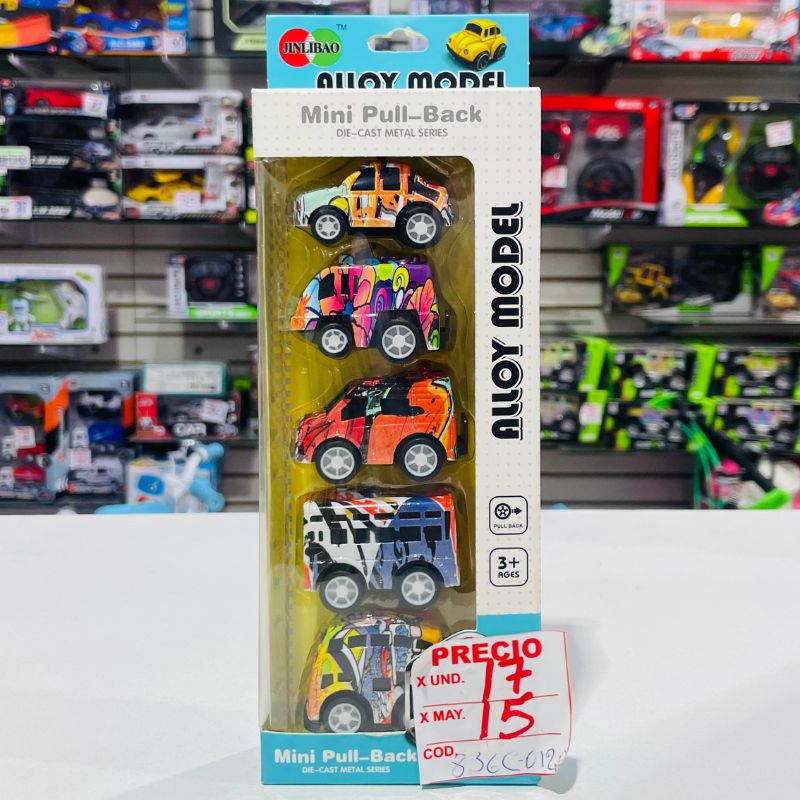 JINLIBAO
TM
ALLOY MODEL
Mini Pull-Back
DIE-CAST METAL SERIES
ALLOY MODEL
PULL BACK
3+
AGES
PRECIO
X UND. 17
X MAY. 15
COD.
Mini Pull-Back
DIE-CAST METAL SERIES